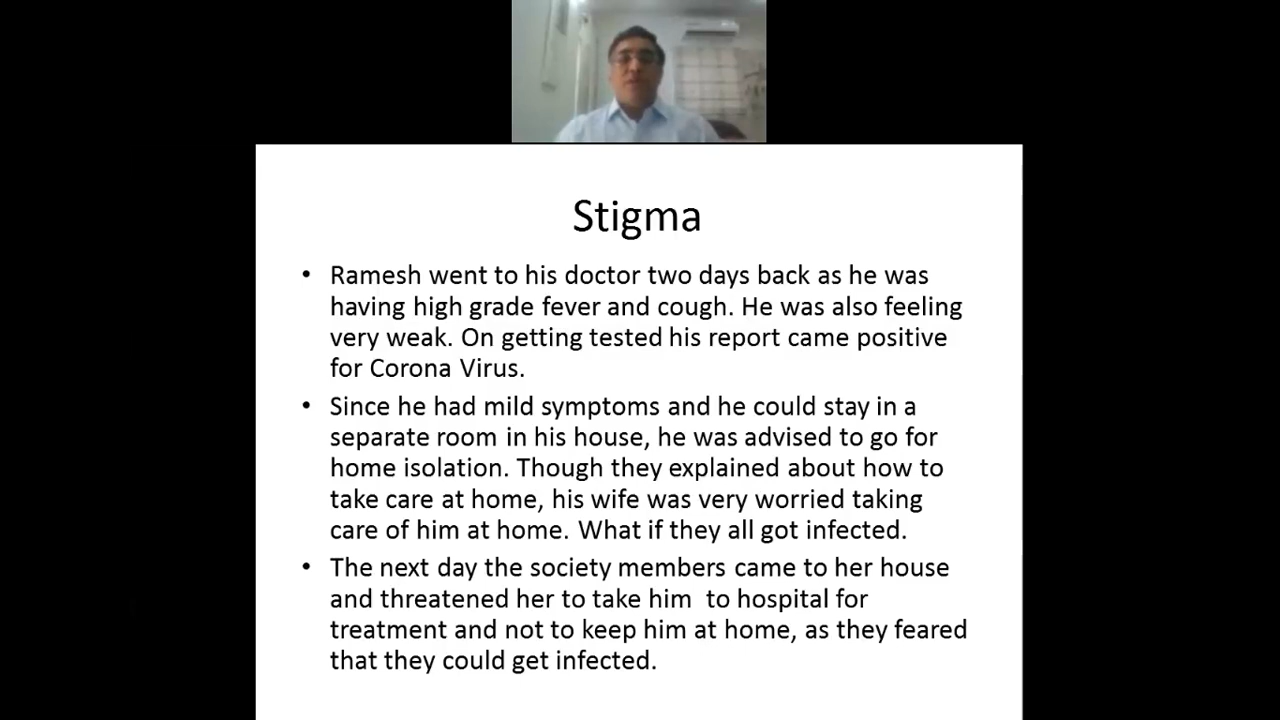 Stigma
• Ramesh went to his doctor two days back as he was
having high grade fever and cough. He was also feeling
very weak. On getting tested his report came positive
for Corona Virus.
• Since he had mild symptoms and he could stay in a
separate room in his house, he was advised to go for
home isolation. Though they explained about how to
take care at home, his wife was very worried taking
care of him at home. What if they all got infected.
• The next day the society members came to her house
and threatened her to take him  to hospital for
treatment and not to keep him at home, as they feared
that they could get infected.